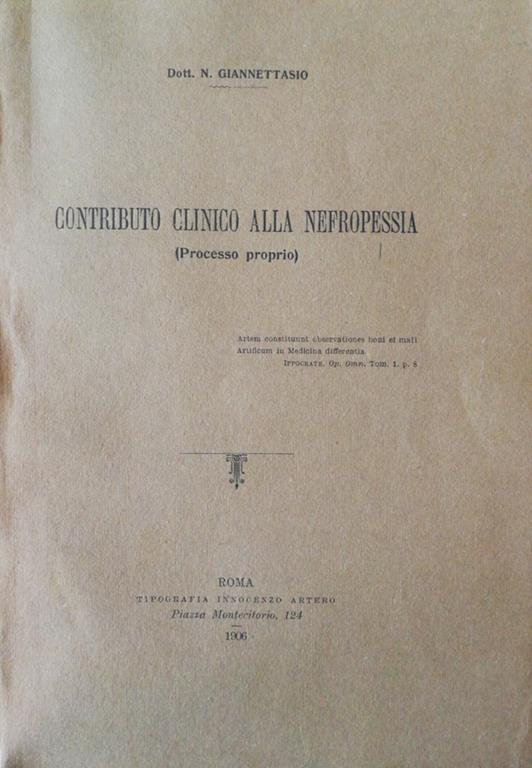 Dott. N. GIANNETTASIO
CONTRIBUTO CLINICO ALLA NEFROPESSIA
(Processo proprio)
Artem constituunt observationes boni et mali
Artificum in Medicina differentia.
IPPOCRATE. Op. Omn. Tom. 1. p. 8
ROMA
TIPOGRAFIA INNOCENZO ARTERO
Piazza Montecitorio, 124
1906